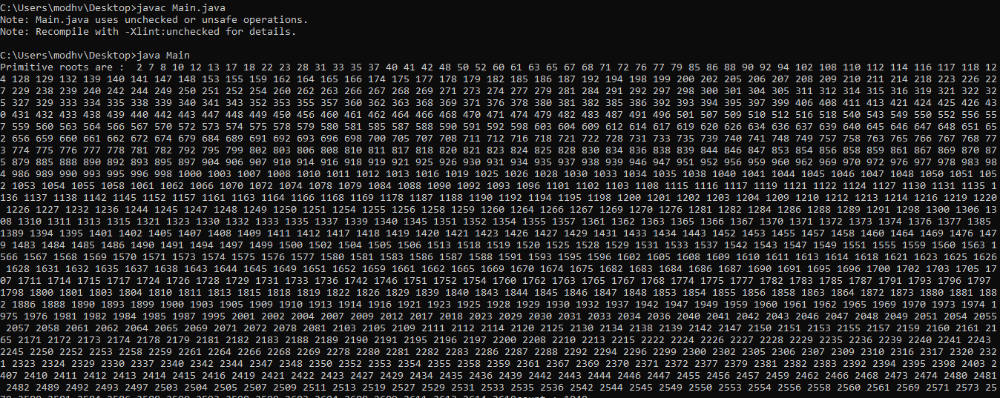 C:\Users\modhv\Desktop>javac Main.java
Note: Main.java uses unchecked or unsafe operations.
Note: Recompile with -Xlint:unchecked for details.
C:\Users\modhv\Desktop>java Main
Primitive roots are :  2 7 8 10 12 13 17 18 22 23 28 31 33 35 37 40 41 42 48 50 52 60 61 63 65 67 68 71 72 76 77 79 85 86 88 90 92 94 102 108 110 112 114 116 117 118 12
4 128 129 132 139 140 141 147 148 153 155 159 162 164 165 166 174 175 177 178 179 182 185 186 187 192 194 198 199 200 202 205 206 207 208 209 210 211 214 218 223 226 22
7 229 238 239 240 242 244 249 250 251 252 254 260 262 263 266 267 268 269 271 273 274 277 279 281 284 291 292 297 298 300 301 304 305 311 312 314 315 316 319 321 322 32
5 327 329 333 334 335 338 339 340 341 343 352 353 355 357 360 362 363 368 369 371 376 378 380 381 382 385 386 392 393 394 395 397 399 406 408 411 413 421 424 425 426 43
0 431 432 433 438 439 440 442 443 447 448 449 450 456 460 461 462 464 466 468 470 471 474 479 482 483 487 491 496 501 507 509 510 512 516 518 540 543 549 550 552 556 55
7 559 560 563 564 566 567 570 572 573 574 575 578 579 580 581 585 587 588 590 591 592 598 603 604 609 612 614 617 619 620 626 634 636 637 639 640 645 646 647 648 651 65
2 656 659 660 661 662 672 674 679 684 689 691 692 693 696 698 700 705 707 708 711 712 716 718 721 722 728 731 733 735 739 740 741 748 749 757 758 763 765 766 767 768 77
3 774 775 776 777 778 781 782 792 795 799 802 803 806 808 810 811 817 818 820 821 823 824 825 828 830 834 836 838 839 844 846 847 853 854 856 858 859 861 867 869 870 87
5 879 885 888 890 892 893 895 897 904 906 907 910 914 916 918 919 921 925 926 930 931 934 935 937 938 939 946 947 951 952 956 959 960 962 969 970 972 976 977 978 983 98
4 986 989 990 993 995 996 998 1000 1003 1007 1008 1010 1011 1012 1013 1016 1019 1025 1026 1028 1030 1033 1034 1035 1038 1040 1041 1044 1045 1046 1047 1048 1050 1051 105
2 1053 1054 1055 1058 1061 1062 1066 1070 1072 1074 1078 1079 1084 1088 1090 1092 1093 1096 1101 1102 1103 1108 1115 1116 1117 1119 1121 1122 1124 1127 1130 1131 1135 1
136 1137 1138 1142 1145 1152 1157 1161 1163 1164 1166 1168 1169 1178 1187 1188 1190 1192 1194 1195 1198 1200 1201 1202 1203 1204 1209 1210 1212 1213 1214 1216 1219 1220
1226 1227 1232 1236 1244 1245 1247 1248 1249 1250 1251 1254 1255 1256 1258 1259 1260 1264 1266 1267 1269 1270 1276 1281 1282 1284 1286 1288 1289 1291 1298 1300 1306 13
08 1310 1311 1313 1315 1321 1323 1330 1332 1333 1335 1337 1339 1340 1345 1351 1352 1354 1355 1357 1361 1362 1363 1365 1366 1367 1370 1371 1372 1373 1374 1376 1377 1385
1389 1394 1395 1401 1402 1405 1407 1408 1409 1411 1412 1417 1418 1419 1420 1421 1423 1426 1427 1429 1431 1433 1434 1443 1452 1453 1455 1457 1458 1460 1464 1469 1476 147
9 1483 1484 1485 1486 1490 1491 1494 1497 1499 1500 1502 1504 1505 1506 1513 1518 1519 1520 1525 1528 1529 1531 1533 1537 1542 1543 1547 1549 1551 1555 1559 1560 1563 1
566 1567 1568 1569 1570 1571 1573 1574 1575 1576 1577 1580 1581 1583 1586 1587 1588 1591 1593 1595 1596 1602 1605 1608 1609 1610 1611 1613 1614 1618 1621 1623 1625 1626
1628 1631 1632 1635 1637 1638 1643 1644 1645 1649 1651 1652 1659 1661 1662 1665 1669 1670 1674 1675 1682 1683 1684 1686 1687 1690 1691 1695 1696 1700 1702 1703 1705 17
07 1711 1714 1715 1717 1724 1726 1728 1729 1731 1733 1736 1742 1746 1751 1752 1754 1760 1762 1763 1765 1767 1768 1774 1775 1777 1782 1783 1785 1787 1791 1793 1796 1797
1798 1800 1801 1803 1804 1810 1811 1813 1815 1818 1819 1822 1826 1829 1839 1840 1843 1844 1845 1847 1848 1853 1854 1855 1856 1858 1863 1864 1872 1873 1880 1881 188
2 1886 1888 1890 1893 1899 1900 1903 1905 1909 1910 1913 1914 1916 1921 1923 1925 1928 1929 1930 1932 1937 1942 1947 1949 1959 1960 1961 1962 1965 1969 1970 1973 1974 1
975 1976 1981 1982 1984 1985 1987 1995 2001 2002 2004 2007 2009 2012 2017 2018 2023 2029 2030 2031 2033 2034 2036 2040 2041 2042 2043 2046 2047 2048 2049 2051 2054 2055
2057 2058 2061 2062 2064 2065 2069 2071 2072 2078 2081 2103 2105 2109 2111 2112 2114 2120 2125 2130 2134 2138 2139 2142 2147 2150 2151 2153 2155 2157 2159 2160 2161 21
65 2171 2172 2173 2174 2178 2179 2181 2182 2183 2188 2189 2190 2191 2195 2196 2197 2200 2208 2210 2213 2215 2222 2224 2226 2227 2228 2229 2235 2236 2239 2240 2241 2243
2245 2250 2252 2253 2258 2259 2261 2264 2266 2268 2269 2278 2280 2281 2282 2283 2286 2287 2288 2292 2294 2296 2299 2300 2302 2305 2306 2307 2309 2310 2316 2317 2320 232
1 2323 2324 2329 2330 2337 2340 2342 2344 2347 2348 2350 2352 2353 2354 2355 2358 2359 2361 2367 2369 2370 2371 2372 2377 2379 2381 2382 2383 2392 2394 2395 2398 2403 2
407 2410 2411 2412 2413 2414 2415 2416 2419 2421 2422 2423 2427 2429 2434 2435 2436 2439 2442 2443 2444 2446 2447 2455 2456 2457 2459 2462 2466 2468 2473 2474 2480 2481
2482 2489 2492 2493 2497 2503 2504 2505 2507 2509 2511 2513 2519 2527 2529 2531 2533 2535 2536 2542 2544 2545 2549 2550 2553 2554 2556 2558 2560 2561 2569 2571 2573 25